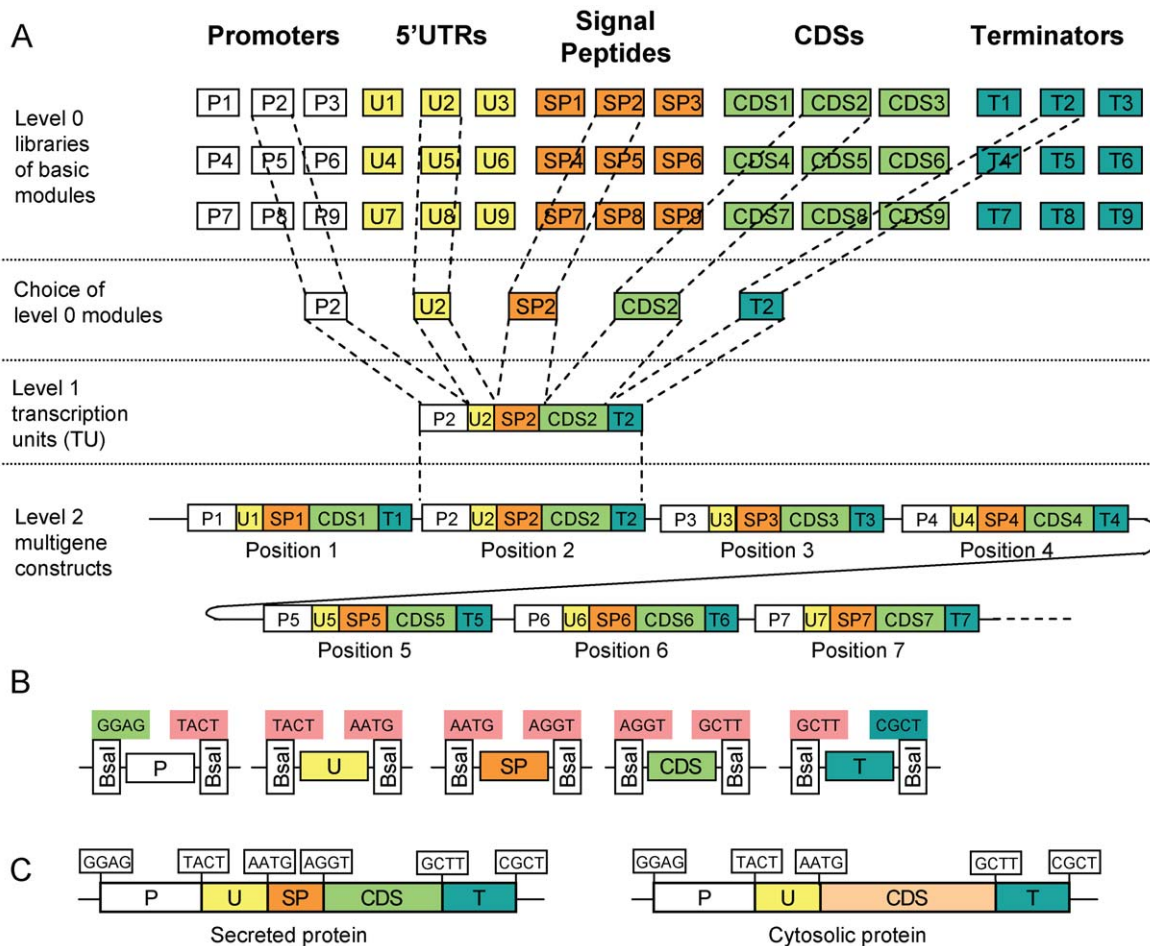 A
Promoters 5'UTRs Signal Peptides CDSs Terminators
Level 0
libraries
of basic
modules
P1 P2 P3 U1 U2 U3 SP1 SP2 SP3 CDS1 CDS2 CDS3 T1 T2 T3
P4 P5 P6 U4 U5 U6 SP4 SP5 SP6 CDS4 CDS5 CDS6 T4 T5 T6
P7 P8 P9 U7 U8 U9 SP7 SP8 SP9 CDS7 CDS8 CDS9 T7 T8 T9
Choice of
level 0 modules
P2 U2 SP2 CDS2 T2
Level 1
transcription
units (TU)
P2 U2 SP2 CDS2 T2
Level 2
multigene
constructs
P1 U1 SP1 CDS1 T1 P2 U2 SP2 CDS2 T2 P3 U3 SP3 CDS3 T3 P4 U4 SP4 CDS4 T4
Position 1 Position 2 Position 3 Position 4
P5 U5 SP5 CDS5 T5 P6 U6 SP6 CDS6 T6 P7 U7 SP7 CDS7 T7
Position 5 Position 6 Position 7
B
GGAG TACT TACT AATG AATG AGGT AGGT GCTT GCTT CGCT
BsaI P BsaI BsaI U BsaI BsaI SP BsaI BsaI CDS BsaI BsaI T BsaI
C
GGAG TACT AATG AGGT GCTT CGCT GGAG TACT AATG GCTT CGCT
P U SP CDS T P U CDS T
Secreted protein Cytosolic protein